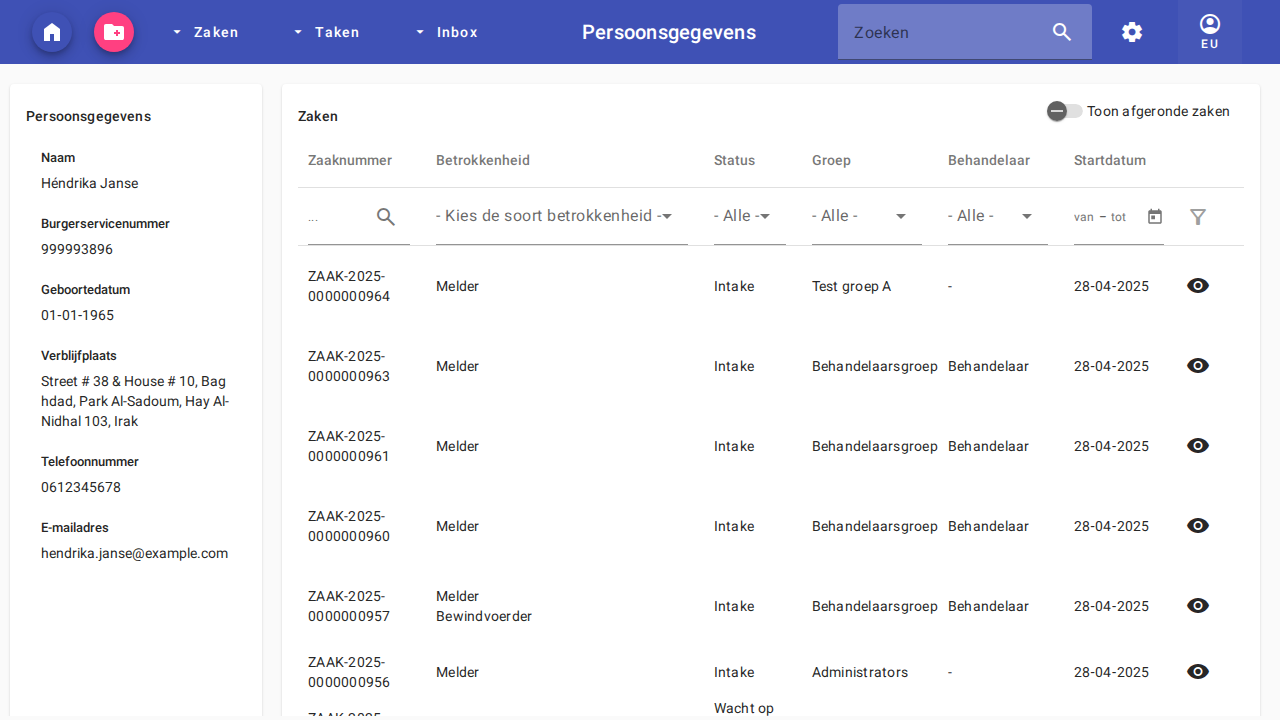 Zaken
Taken
Inbox
Persoonsgegevens
Zoeken
EU
Persoonsgegevens
Naam
Héndrika Janse
Burgerservicenummer
999993896
Geboortedatum
01-01-1965
Verblijfplaats
Street # 38 & House # 10, Bag
hdad, Park Al-Sadoum, Hay Al-
Nidhal 103, Irak
Telefoonnummer
0612345678
E-mailadres
hendrika.janse@example.com
Zaken
Toon afgeronde zaken
Zaaknummer Betrokkenheid Status Groep Behandelaar Startdatum
... - Kies de soort betrokkenheid - - Alle - - Alle - - Alle - van – tot
ZAAK-2025-
0000000964 Melder Intake Test groep A - 28-04-2025
ZAAK-2025-
0000000963 Melder Intake Behandelaarsgroep Behandelaar 28-04-2025
ZAAK-2025-
0000000961 Melder Intake Behandelaarsgroep Behandelaar 28-04-2025
ZAAK-2025-
0000000960 Melder Intake Behandelaarsgroep Behandelaar 28-04-2025
ZAAK-2025- Melder
0000000957 Bewindvoerder Intake Behandelaarsgroep Behandelaar 28-04-2025
ZAAK-2025-
0000000956 Melder Intake Administrators - 28-04-2025
ZAAK-2025- Wacht op